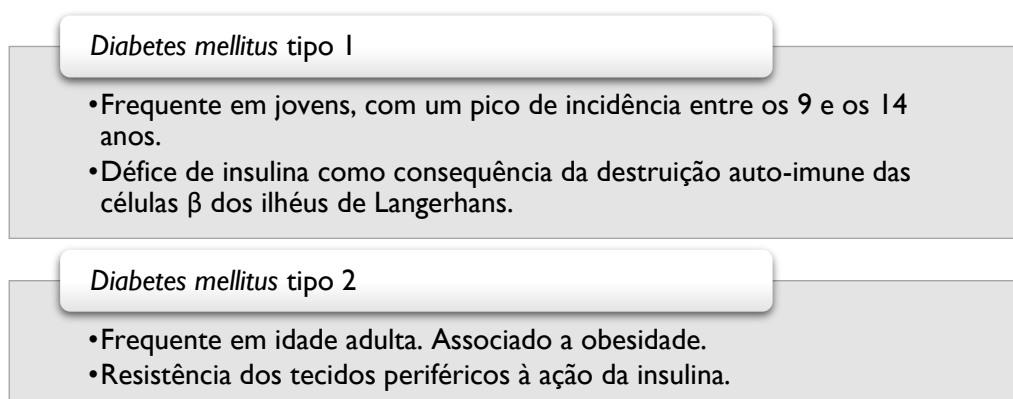 Diabetes mellitus tipo 1
•Frequente em jovens, com um pico de incidência entre os 9 e os 14
anos.
•Défice de insulina como consequência da destruição auto-imune das
células β dos ilhéus de Langerhans.
Diabetes mellitus tipo 2
•Frequente em idade adulta. Associado a obesidade.
•Resistência dos tecidos periféricos à ação da insulina.